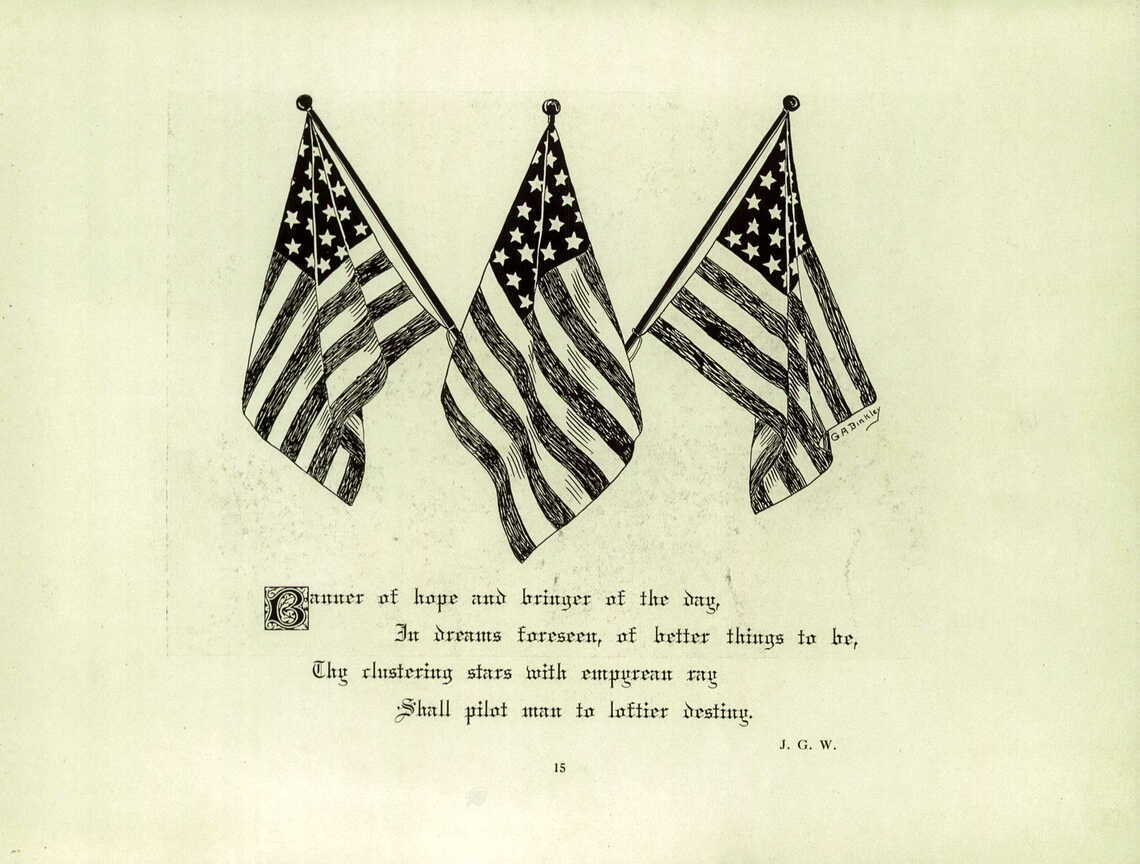 G. A. Dinkle
Banner of hope and bringer of the day,
In dreams foreseen, of better things to be,
Thy clustering stars with empyrean ray
Shall pilot man to loftier destiny.
J. G. W.
15